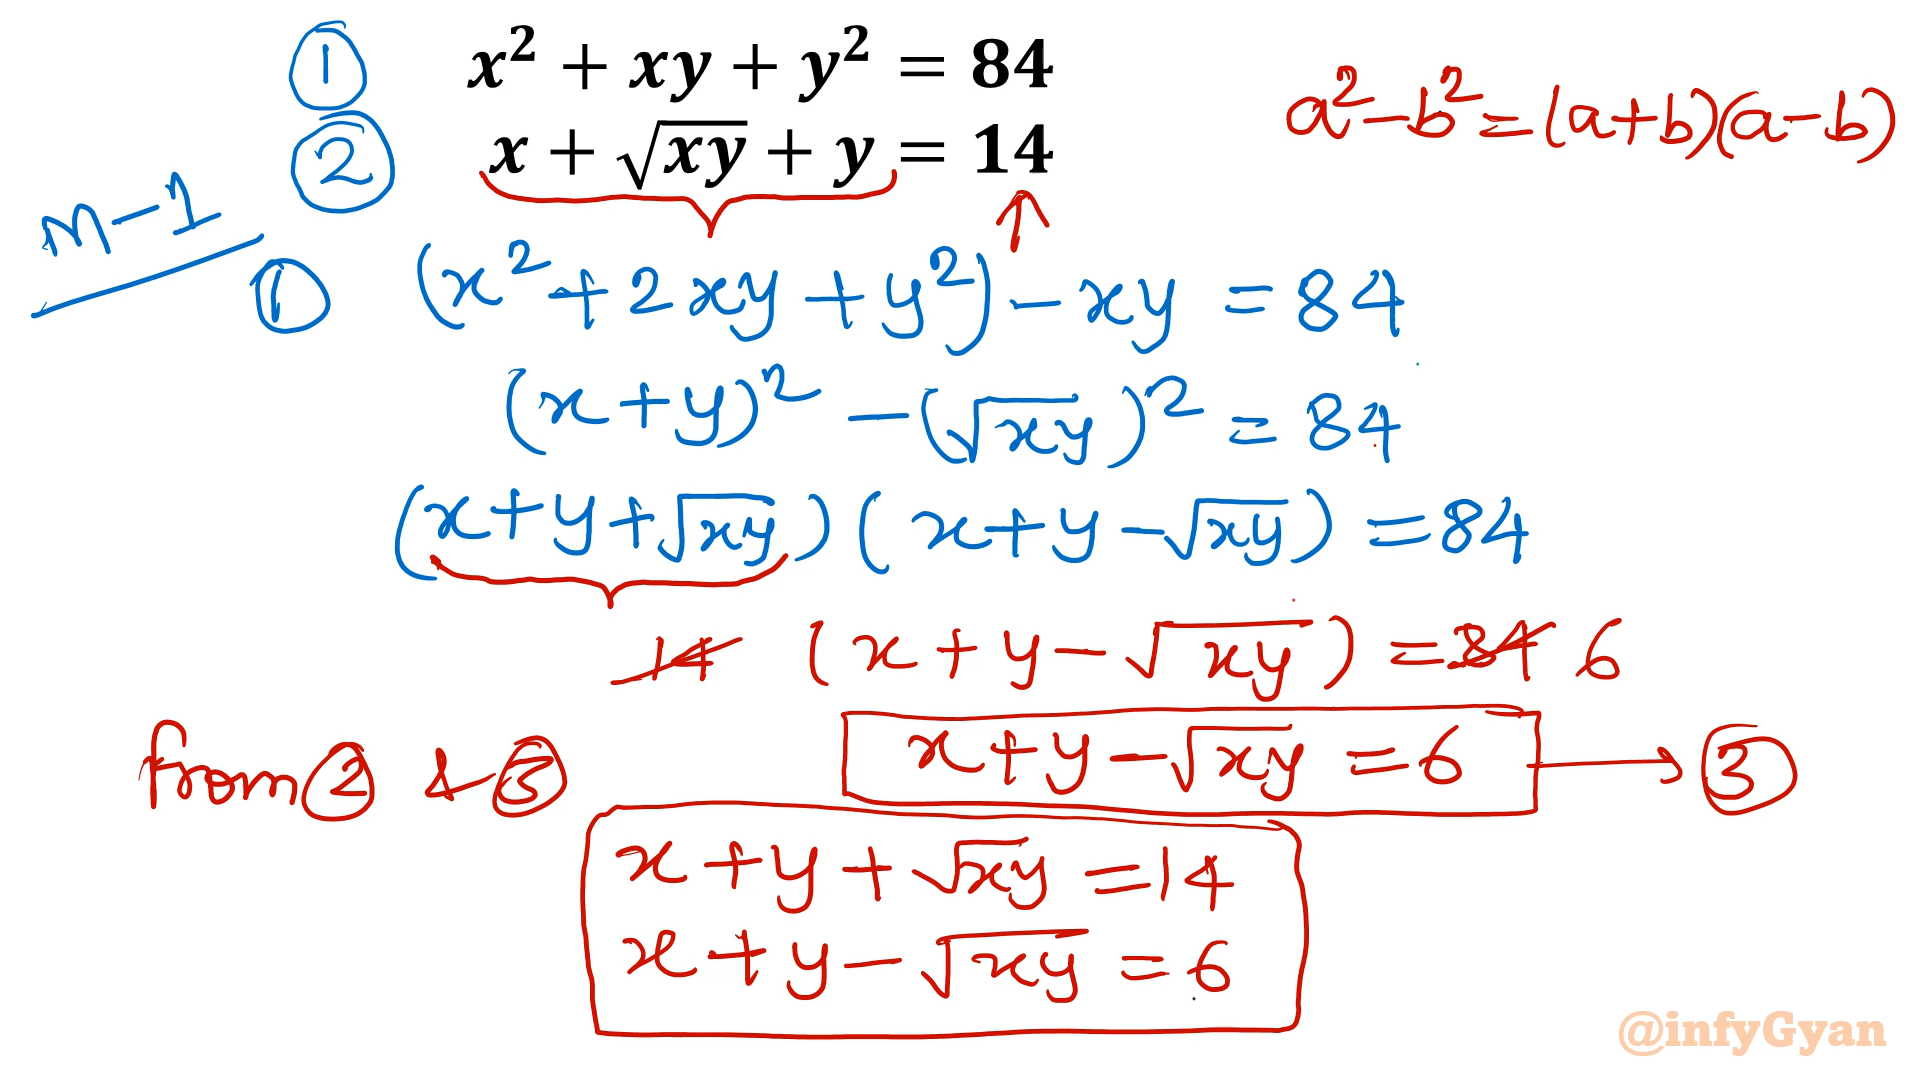 ① x² + xy + y² = 84
a² - b² = (a+b)(a-b)
② x + √xy + y = 14
M-1
① (x² + 2xy + y²) - xy = 84
(x+y)² - (√xy)² = 84
(x+y+√xy)(x+y-√xy) = 84
14 (x+y-√xy) = 84 6
x+y-√xy = 6 → ③
from ② & ③
x+y+√xy = 14
x+y-√xy = 6
@infyGyan